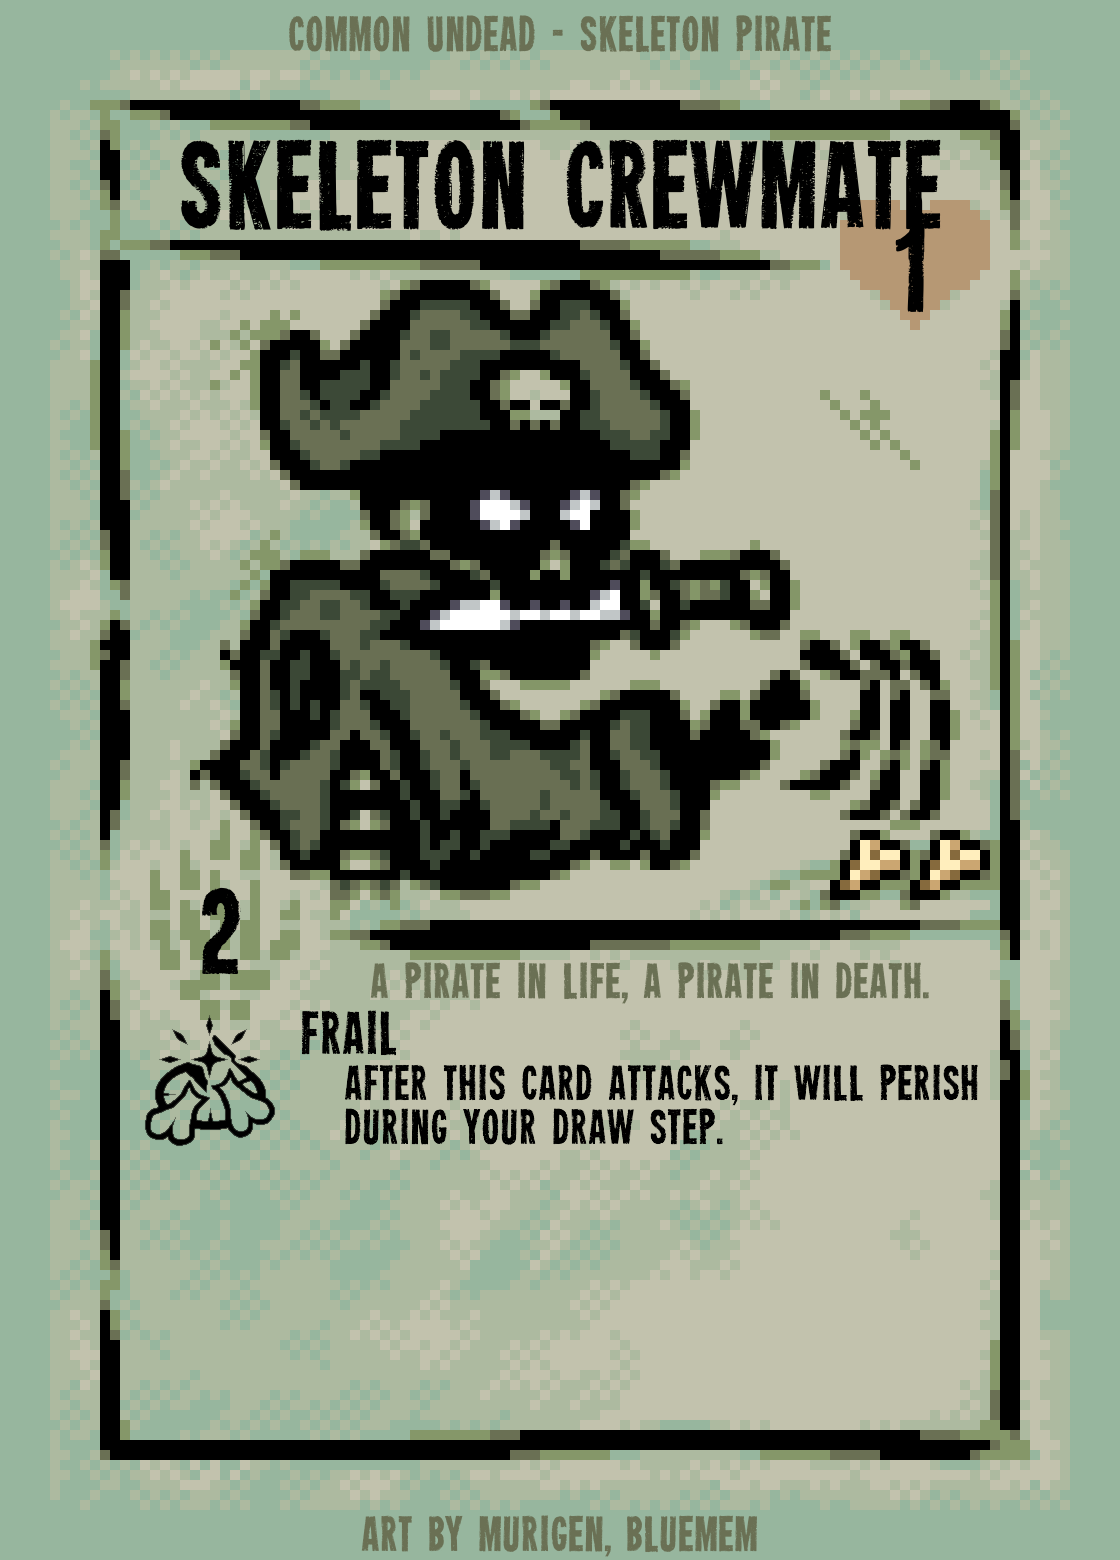 COMMON UNDEAD - SKELETON PIRATE
SKELETON CREWMATE
1
2
A PIRATE IN LIFE, A PIRATE IN DEATH.
FRAIL
AFTER THIS CARD ATTACKS, IT WILL PERISH
DURING YOUR DRAW STEP.
ART BY MURIGEN, BLUEMEM